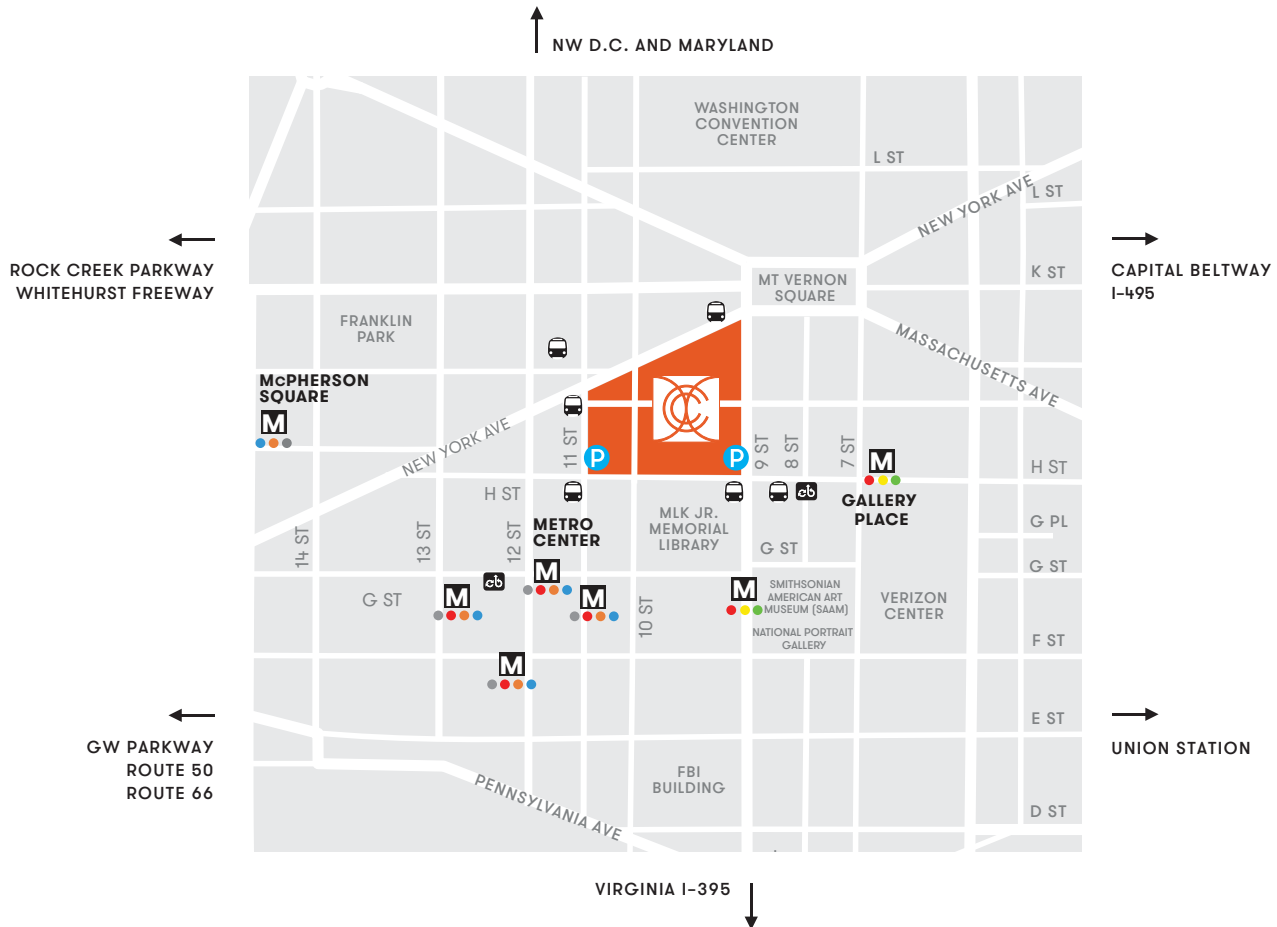 NW D.C. AND MARYLAND
WASHINGTON
CONVENTION
CENTER
L ST
NEW YORK AVE
L ST
ROCK CREEK PARKWAY
WHITEHURST FREEWAY
K ST
CAPITAL BELTWAY
I-495
MT VERNON
SQUARE
FRANKLIN
PARK
MASSACHUSETTS AVE
McPHERSON
SQUARE
M
NEW YORK AVE
11 ST
P
P
9 ST
8 ST
7 ST
M
H ST
GALLERY
PLACE
H ST
cb
MLK JR.
MEMORIAL
LIBRARY
METRO
CENTER
G PL
14 ST
13 ST
12 ST
G ST
G ST
cb
M
M
M
M
SMITHSONIAN
AMERICAN ART
MUSEUM (SAAM)
NATIONAL PORTRAIT
GALLERY
VERIZON
CENTER
G ST
10 ST
F ST
M
E ST
GW PARKWAY
ROUTE 50
ROUTE 66
UNION STATION
FBI
BUILDING
PENNSYLVANIA AVE
D ST
VIRGINIA I-395